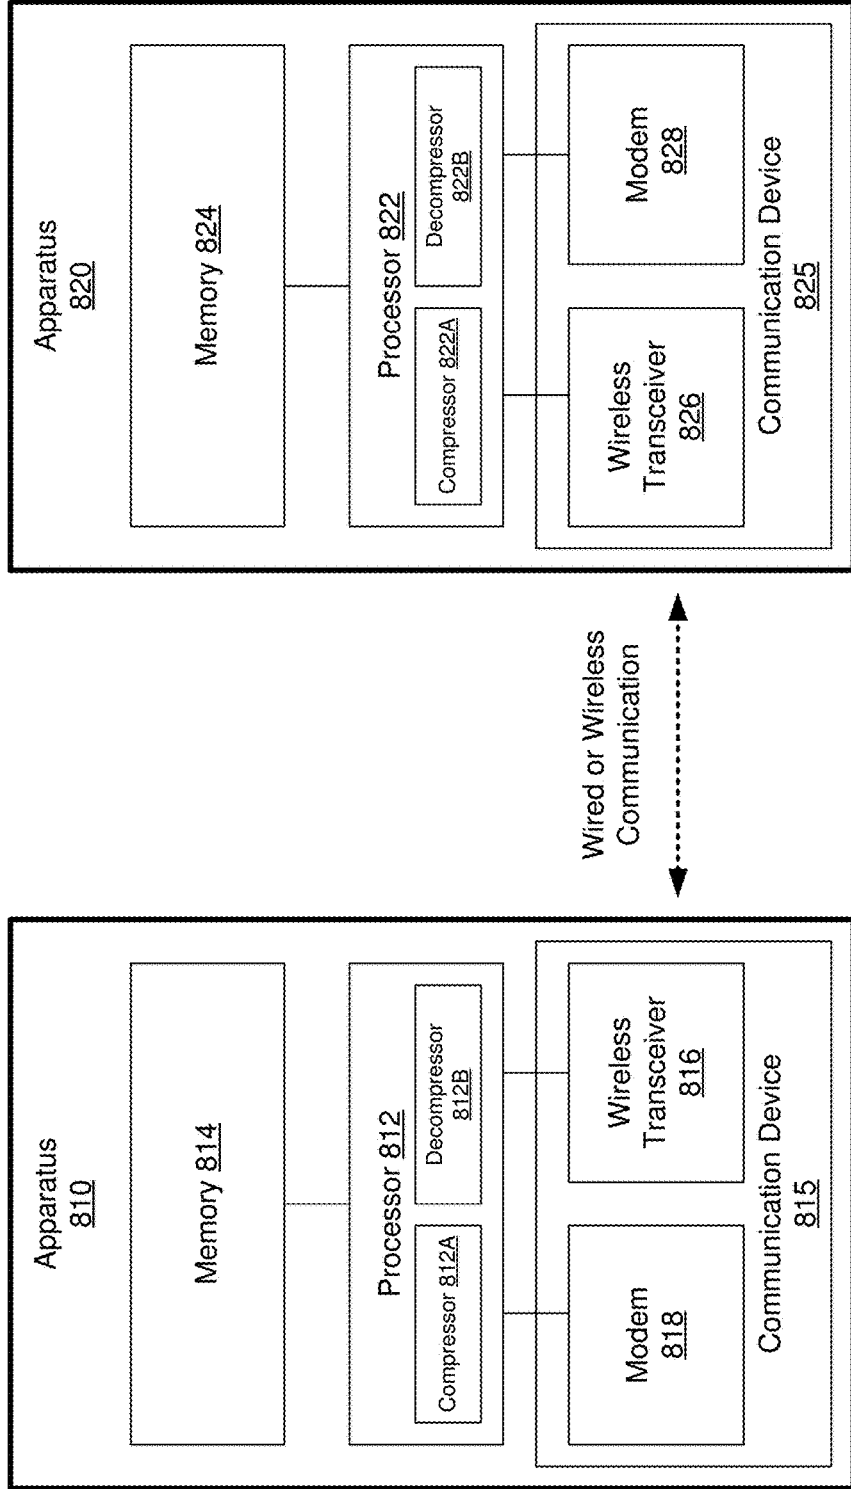 Apparatus
810
Memory 814
Processor 812
Compressor 812A
Decompressor
812B
Modem
818
Wireless
Transceiver
816
Communication Device
815
Wired or Wireless
Communication
Apparatus
820
Memory 824
Processor 822
Compressor 822A
Decompressor
822B
Wireless
Transceiver
826
Modem
828
Communication Device
825